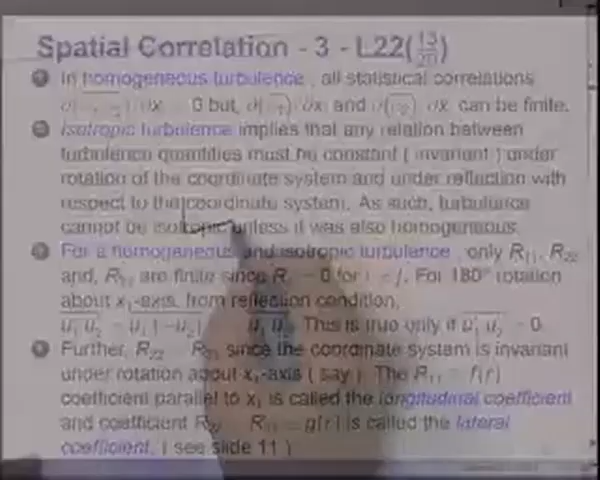 Spatial Correlation - 3 - L22(13/20)
In homogeneous turbulence, all statistical correlations
= 0 but, and can be finite.
Isotropic turbulence implies that any relation between
turbulence quantities must be constant ( invariant ) under
rotation of the coordinate system and under reflection with
respect to the coordinate system. As such, turbulence
cannot be isotropic unless it was also homogeneous.
For a homogeneous and isotropic turbulence, only R₁₁, R₂₂
and, are finite since = 0 for For 180° rotation
about x₁-axis, from reflection condition,
This is true only if = 0.
Further, R₂₂ since the coordinate system is invariant
under rotation about x₁-axis ( say ). The R₁₁ = f(r)
coefficient parallel to x₁ is called the longitudinal coefficient
and coefficient = g(r) is called the lateral
coefficient. ( see slide 11 )